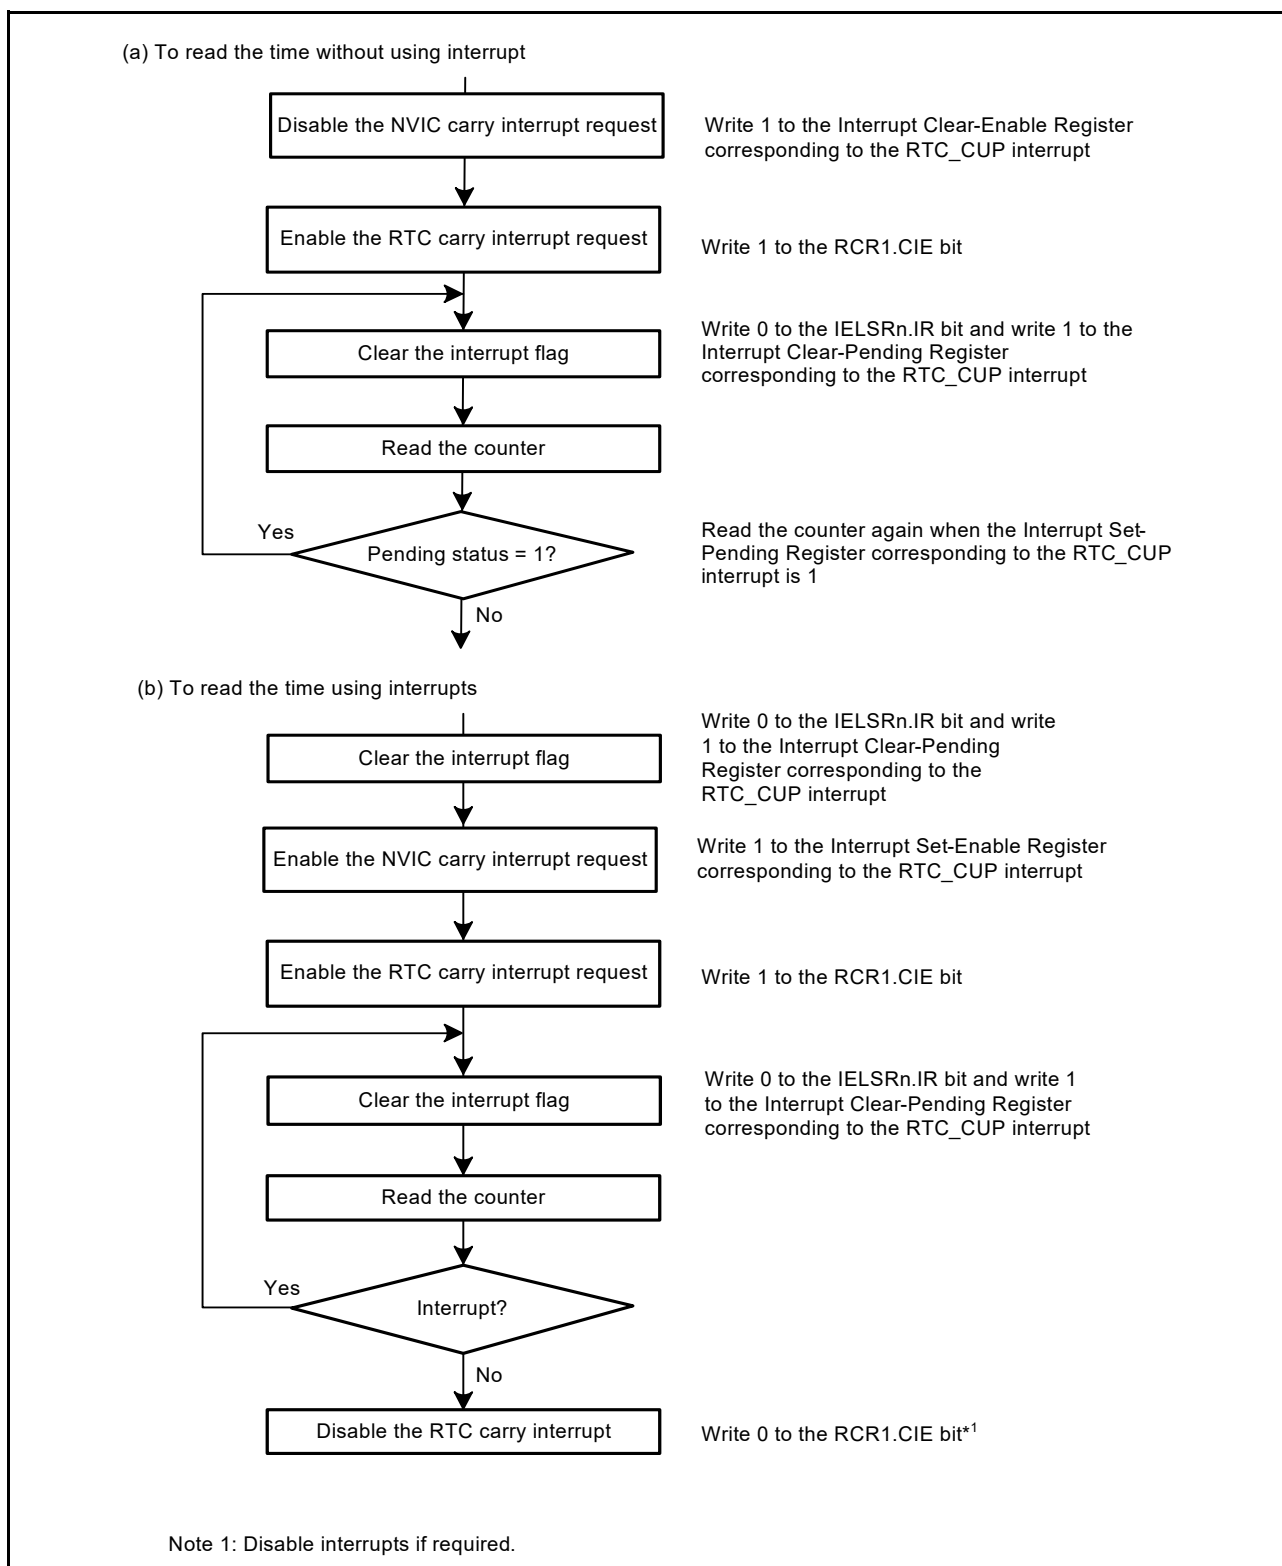 (a) To read the time without using interrupt
Disable the NVIC carry interrupt request
Write 1 to the Interrupt Clear-Enable Register
corresponding to the RTC_CUP interrupt
Enable the RTC carry interrupt request
Write 1 to the RCR1.CIE bit
Clear the interrupt flag
Write 0 to the IELSRn.IR bit and write 1 to the
Interrupt Clear-Pending Register
corresponding to the RTC_CUP interrupt
Read the counter
Yes
Pending status = 1?
Read the counter again when the Interrupt Set-
Pending Register corresponding to the RTC_CUP
interrupt is 1
No
(b) To read the time using interrupts
Clear the interrupt flag
Write 0 to the IELSRn.IR bit and write
1 to the Interrupt Clear-Pending
Register corresponding to the
RTC_CUP interrupt
Enable the NVIC carry interrupt request
Write 1 to the Interrupt Set-Enable Register
corresponding to the RTC_CUP interrupt
Enable the RTC carry interrupt request
Write 1 to the RCR1.CIE bit
Clear the interrupt flag
Write 0 to the IELSRn.IR bit and write 1
to the Interrupt Clear-Pending Register
corresponding to the RTC_CUP interrupt
Read the counter
Yes
Interrupt?
No
Disable the RTC carry interrupt
Write 0 to the RCR1.CIE bit*1
Note 1: Disable interrupts if required.